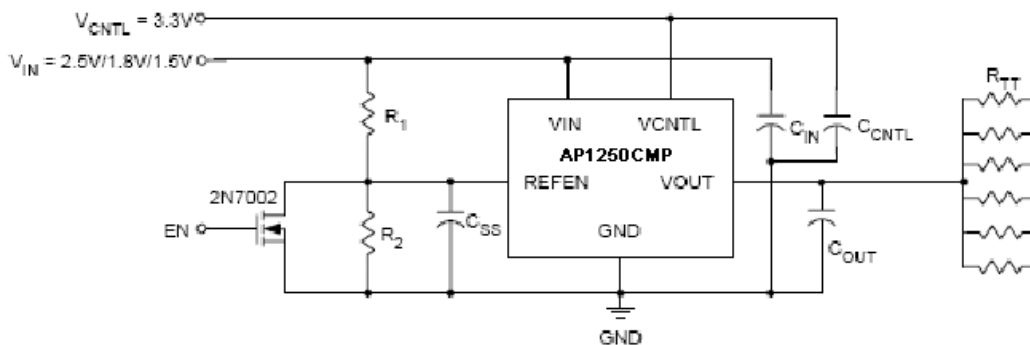 VCNTL = 3.3V
VIN = 2.5V/1.8V/1.5V
RTT
R1
VIN VCNTL
CIN
CCNTL
AP1250CMP
2N7002
REFEN VOUT
EN
R2
CSS
GND
COUT
GND